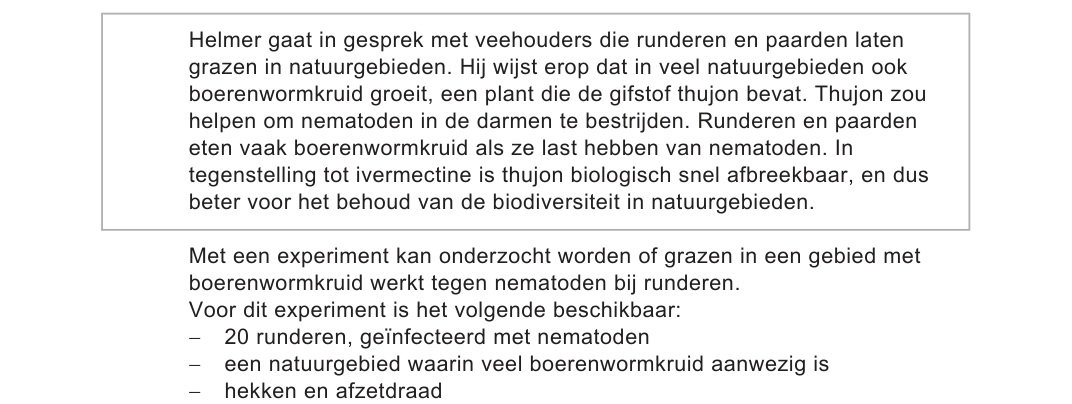 Helmer gaat in gesprek met veehouders die runderen en paarden laten
grazen in natuurgebieden. Hij wijst erop dat in veel natuurgebieden ook
boerenwormkruid groeit, een plant die de gifstof thujon bevat. Thujon zou
helpen om nematoden in de darmen te bestrijden. Runderen en paarden
eten vaak boerenwormkruid als ze last hebben van nematoden. In
tegenstelling tot ivermectine is thujon biologisch snel afbreekbaar, en dus
beter voor het behoud van de biodiversiteit in natuurgebieden.
Met een experiment kan onderzocht worden of grazen in een gebied met
boerenwormkruid werkt tegen nematoden bij runderen.
Voor dit experiment is het volgende beschikbaar:
– 20 runderen, geïnfecteerd met nematoden
– een natuurgebied waarin veel boerenwormkruid aanwezig is
– hekken en afzetdraad